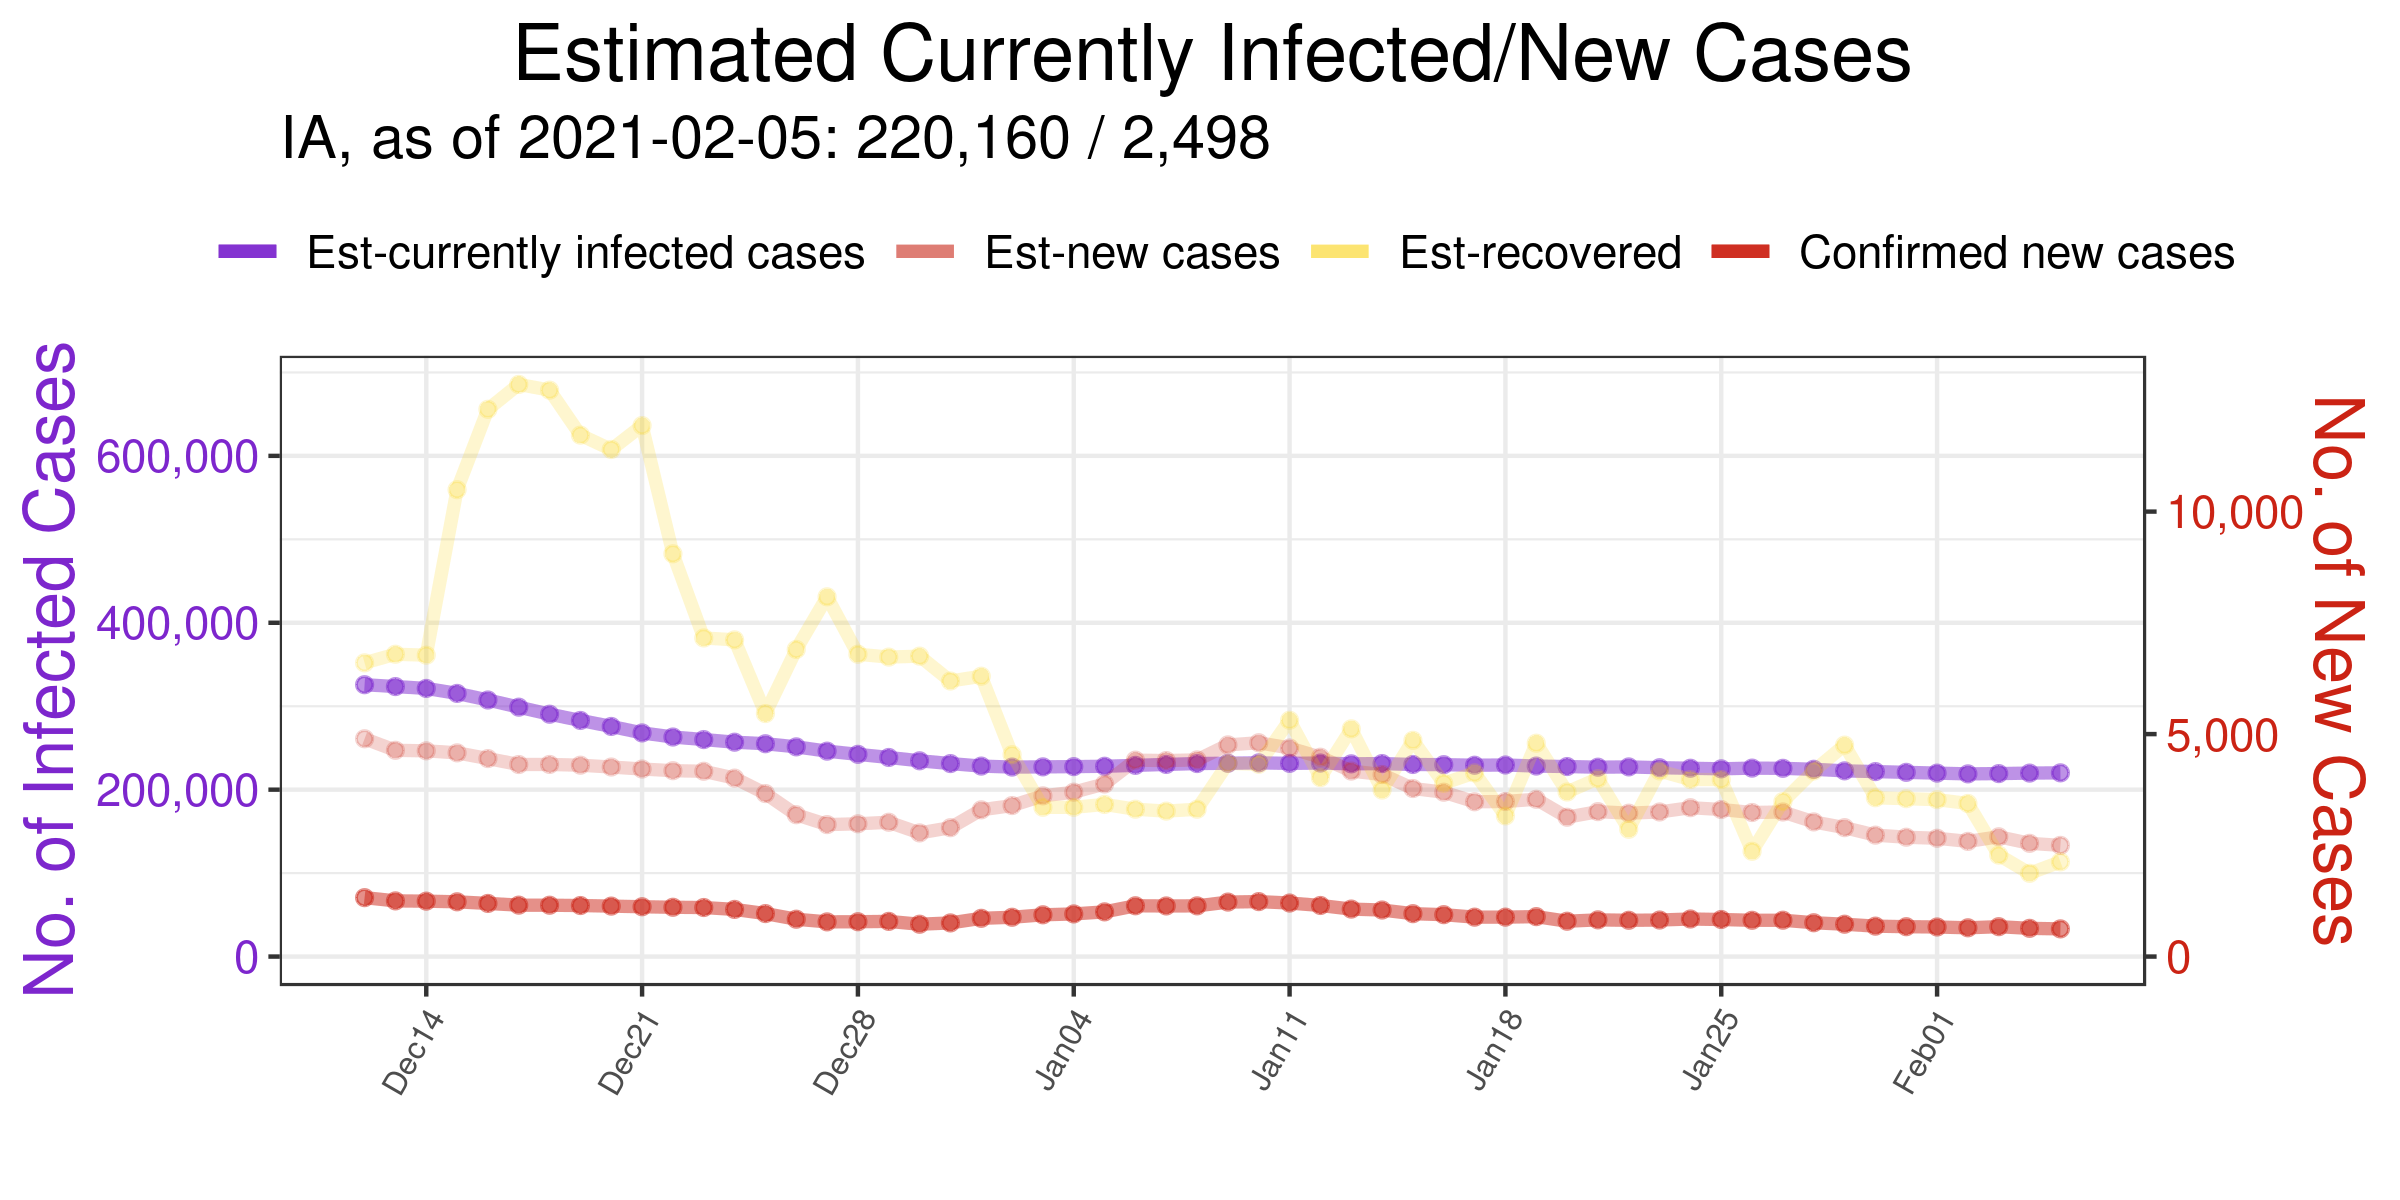 Estimated Currently Infected/New Cases
IA, as of 2021-02-05: 220,160 / 2,498
Est-currently infected cases Est-new cases Est-recovered Confirmed new cases
No. of Infected Cases
600,000
400,000
200,000
0
10,000
5,000
0
No. of New Cases
Dec14 Dec21 Dec28 Jan04 Jan11 Jan18 Jan25 Feb01